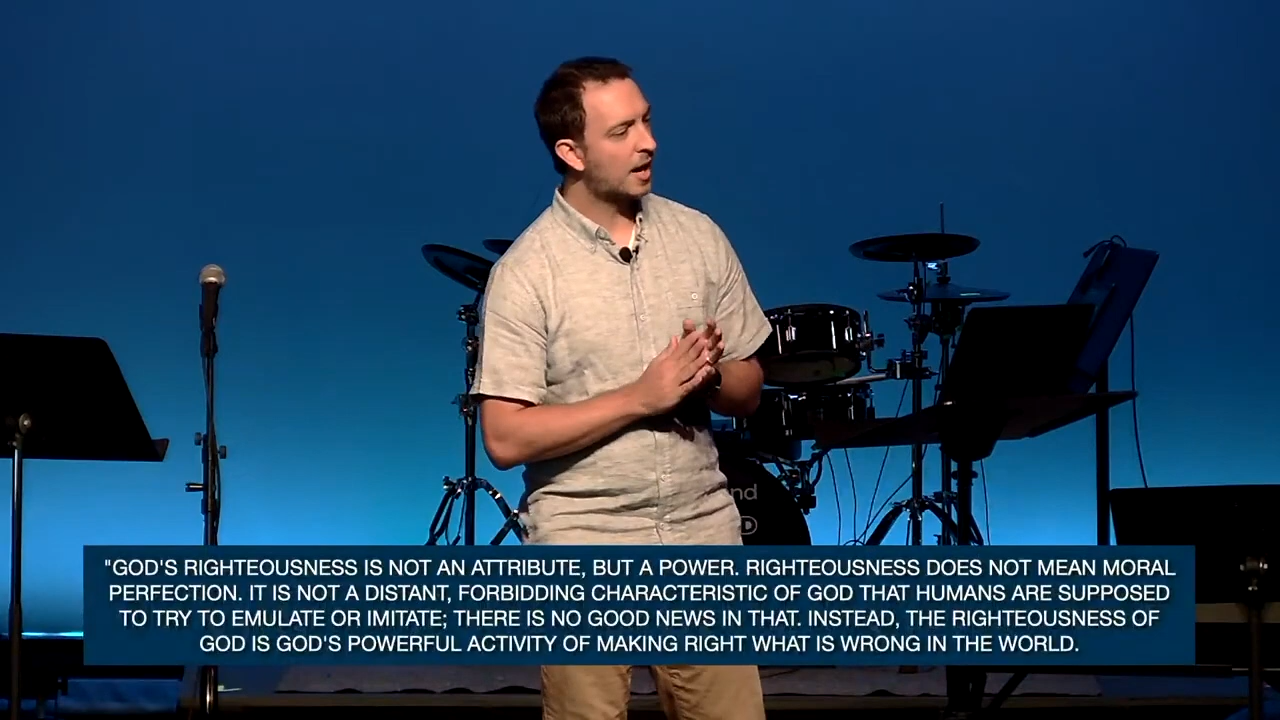 nd
D
"GOD'S RIGHTEOUSNESS IS NOT AN ATTRIBUTE, BUT A POWER. RIGHTEOUSNESS DOES NOT MEAN MORAL
PERFECTION. IT IS NOT A DISTANT, FORBIDDING CHARACTERISTIC OF GOD THAT HUMANS ARE SUPPOSED
TO TRY TO EMULATE OR IMITATE; THERE IS NO GOOD NEWS IN THAT. INSTEAD, THE RIGHTEOUSNESS OF
GOD IS GOD'S POWERFUL ACTIVITY OF MAKING RIGHT WHAT IS WRONG IN THE WORLD.